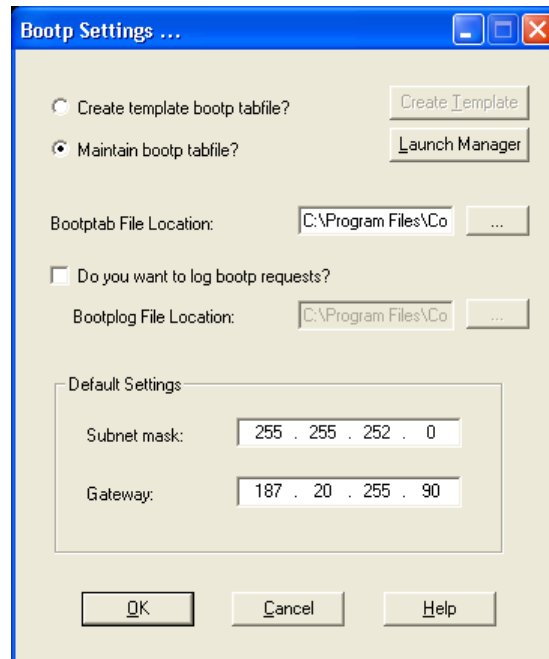 Bootp Settings ...
Create template bootp tabfile?
Create Template
Maintain bootp tabfile?
Launch Manager
Bootptab File Location:
C:\Program Files\Co
...
Do you want to log bootp requests?
Bootplog File Location:
C:\Program Files\Co
...
Default Settings
Subnet mask:
255 . 255 . 252 . 0
Gateway:
187 . 20 . 255 . 90
OK
Cancel
Help